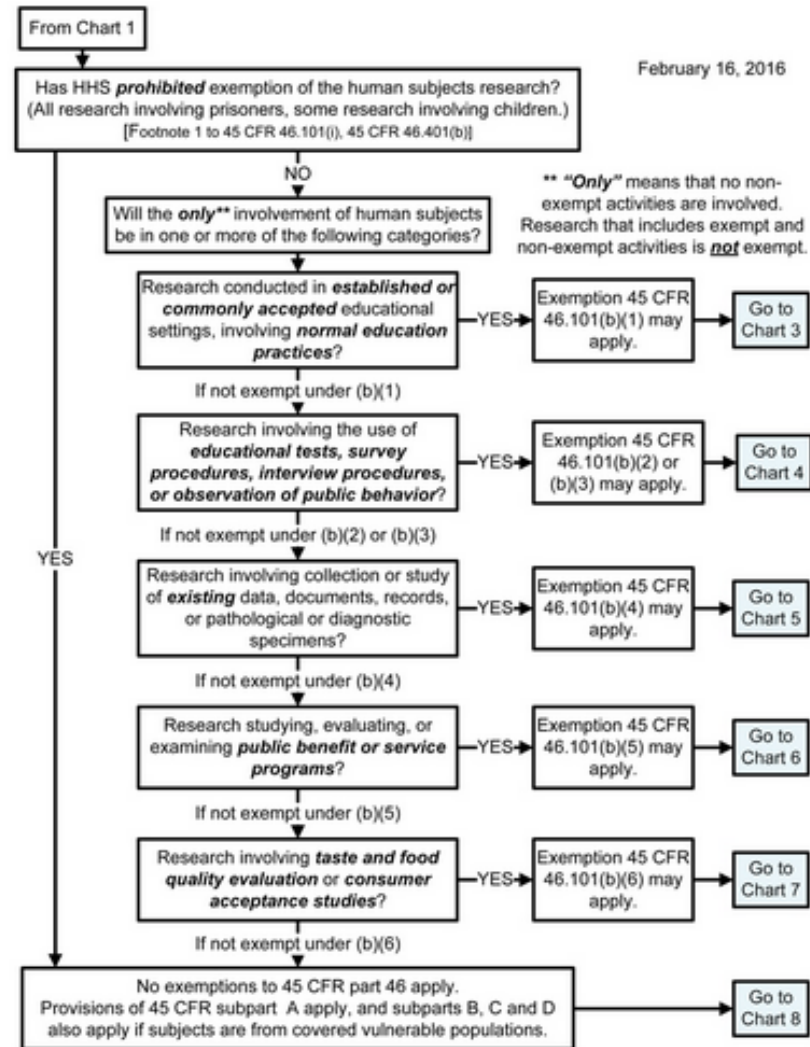 From Chart 1
February 16, 2016
Has HHS prohibited exemption of the human subjects research?
(All research involving prisoners, some research involving children.)
[Footnote 1 to 45 CFR 46.101(i), 45 CFR 46.401(b)]
NO
** “Only” means that no non-
exempt activities are involved.
Research that includes exempt and
non-exempt activities is not exempt.
Will the only** involvement of human subjects
be in one or more of the following categories?
Research conducted in established or
commonly accepted educational
settings, involving normal education
practices?
YES
Exemption 45 CFR
46.101(b)(1) may
apply.
Go to
Chart 3
If not exempt under (b)(1)
Research involving the use of
educational tests, survey
procedures, interview procedures,
or observation of public behavior?
YES
Exemption 45 CFR
46.101(b)(2) or
(b)(3) may apply.
Go to
Chart 4
If not exempt under (b)(2) or (b)(3)
YES
Research involving collection or study
of existing data, documents, records,
or pathological or diagnostic
specimens?
YES
Exemption 45 CFR
46.101(b)(4) may
apply.
Go to
Chart 5
If not exempt under (b)(4)
Research studying, evaluating, or
examining public benefit or service
programs?
YES
Exemption 45 CFR
46.101(b)(5) may
apply.
Go to
Chart 6
If not exempt under (b)(5)
Research involving taste and food
quality evaluation or consumer
acceptance studies?
YES
Exemption 45 CFR
46.101(b)(6) may
apply.
Go to
Chart 7
If not exempt under (b)(6)
No exemptions to 45 CFR part 46 apply.
Provisions of 45 CFR subpart A apply, and subparts B, C and D
also apply if subjects are from covered vulnerable populations.
Go to
Chart 8